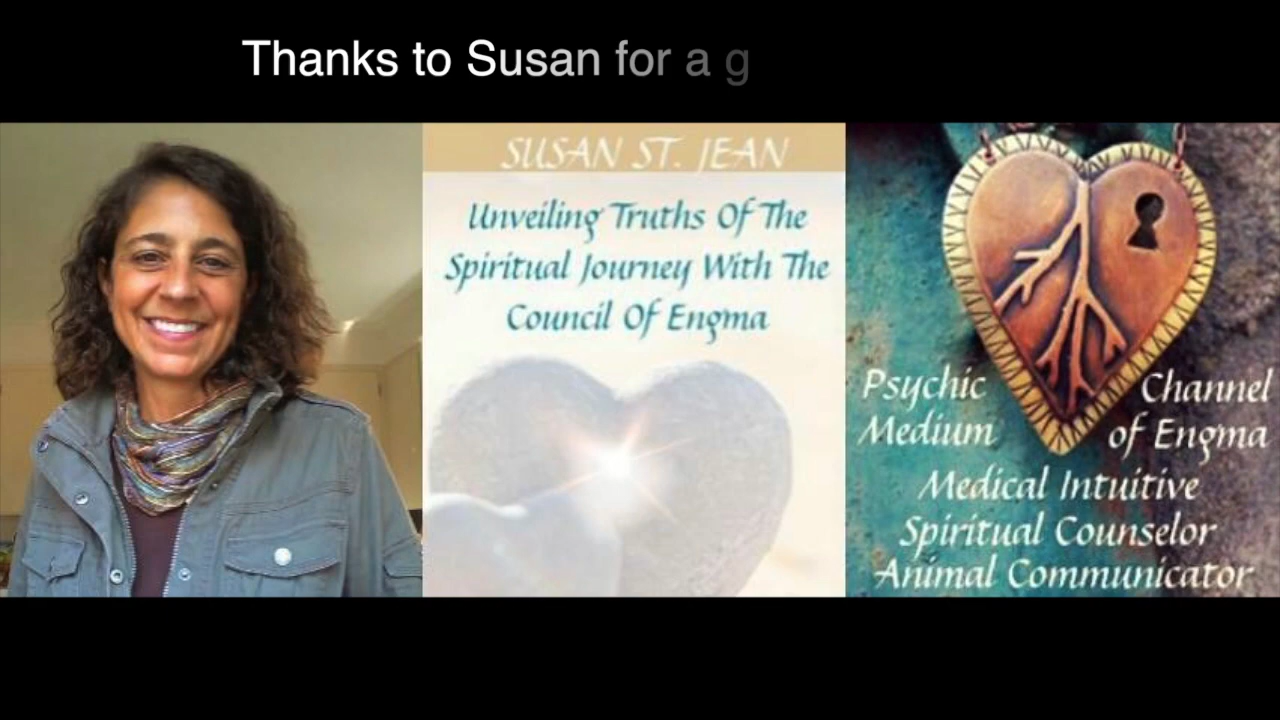 Thanks to Susan for a g
SUSAN ST. JEAN
Unveiling Truths Of The
Spiritual Journey With The
Council Of Engma
Psychic
Medium
Channel
of Engma
Medical Intuitive
Spiritual Counselor
Animal Communicator